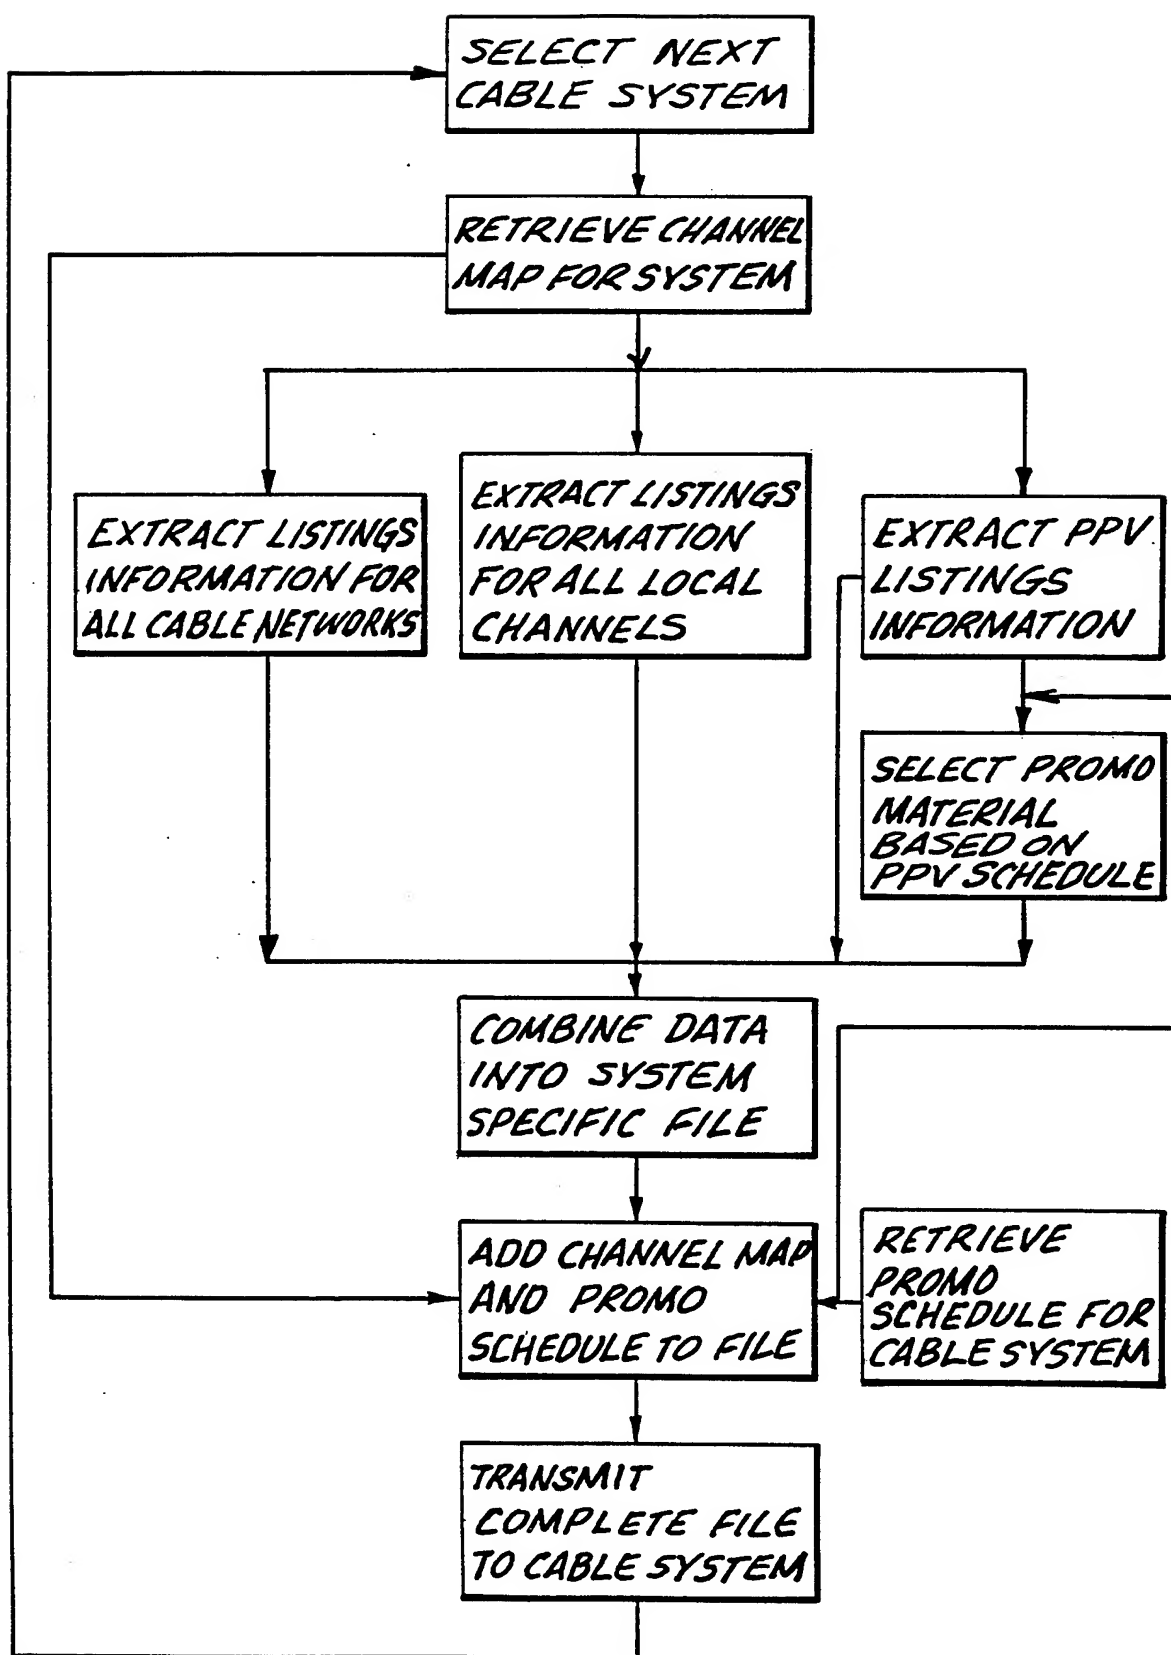 SELECT NEXT
CABLE SYSTEM
RETRIEVE CHANNEL
MAP FOR SYSTEM
EXTRACT LISTINGS
INFORMATION FOR
ALL CABLE NETWORKS
EXTRACT LISTINGS
INFORMATION
FOR ALL LOCAL
CHANNELS
EXTRACT PPV
LISTINGS
INFORMATION
SELECT PROMO
MATERIAL
BASED ON
PPV SCHEDULE
COMBINE DATA
INTO SYSTEM
SPECIFIC FILE
ADD CHANNEL MAP
AND PROMO
SCHEDULE TO FILE
RETRIEVE
PROMO
SCHEDULE FOR
CABLE SYSTEM
TRANSMIT
COMPLETE FILE
TO CABLE SYSTEM